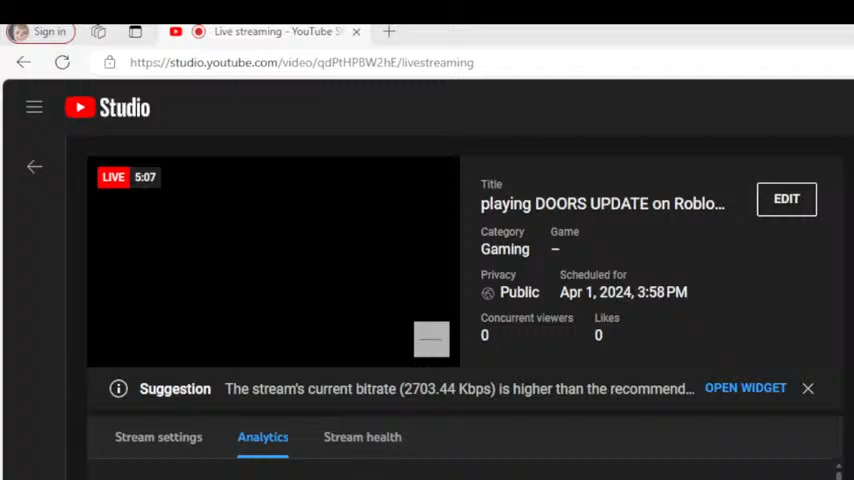 Sign in
Live streaming - YouTube S
https://studio.youtube.com/video/qdPtHPBW2hE/livestreaming
Studio
LIVE 5:07
Title
playing DOORS UPDATE on Roblo...
EDIT
Category Game
Gaming –
Privacy Scheduled for
Public Apr 1, 2024, 3:58 PM
Concurrent viewers Likes
0 0
Suggestion The stream's current bitrate (2703.44 Kbps) is higher than the recommend... OPEN WIDGET
Stream settings Analytics Stream health